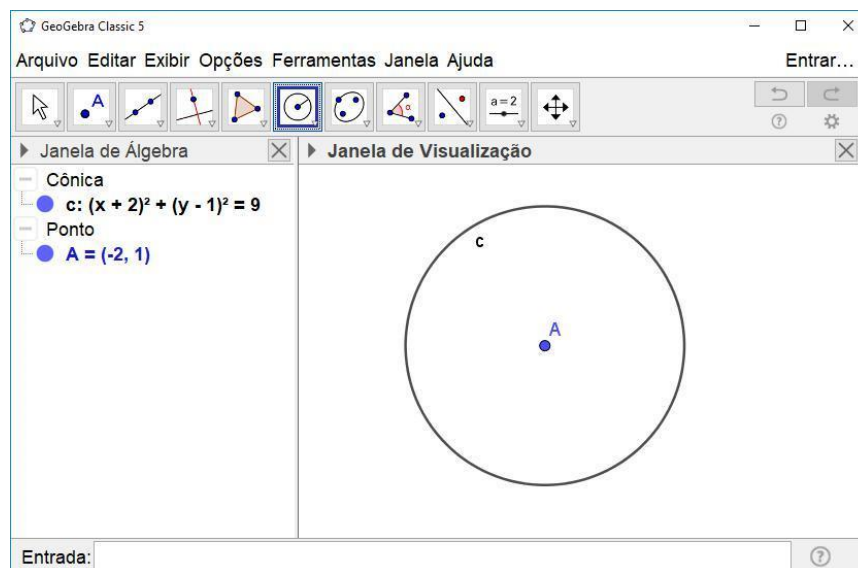 GeoGebra Classic 5
Arquivo Editar Exibir Opções Ferramentas Janela Ajuda Entrar...
A α a=2
Janela de Álgebra
Janela de Visualização
Cônica
c: (x + 2)² + (y - 1)² = 9
Ponto
A = (-2, 1)
c
A
Entrada: